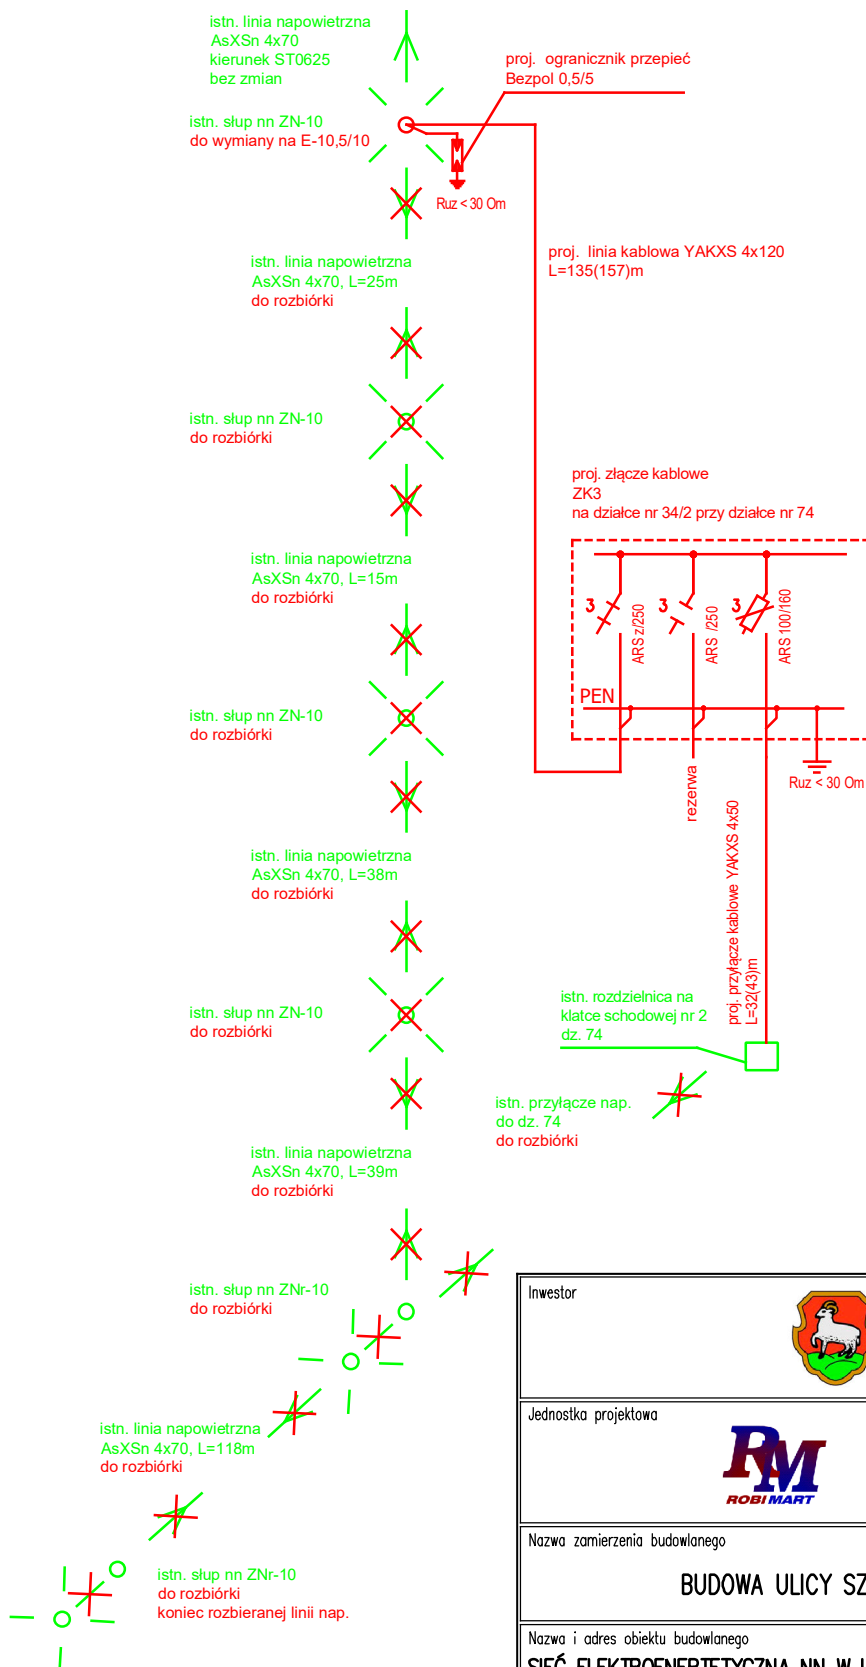 istn. linia napowietrzna
AsXSn 4x70
kierunek ST0625
bez zmian
proj. ogranicznik przepieć
Bezpol 0,5/5
istn. słup nn ZN-10
do wymiany na E-10,5/10
Ruz < 30 Om
proj. linia kablowa YAKXS 4x120
L=135(157)m
istn. linia napowietrzna
AsXSn 4x70, L=25m
do rozbiórki
istn. słup nn ZN-10
do rozbiórki
proj. złącze kablowe
ZK3
na działce nr 34/2 przy działce nr 74
istn. linia napowietrzna
AsXSn 4x70, L=15m
do rozbiórki
3
ARS z/250
3
ARS /250
3
ARS 100/160
PEN
istn. słup nn ZN-10
do rozbiórki
rezerwa
Ruz < 30 Om
proj. przyłącze kablowe YAKXS 4x50
L=32(43)m
istn. linia napowietrzna
AsXSn 4x70, L=38m
do rozbiórki
istn. słup nn ZN-10
do rozbiórki
istn. rozdzielnica na
klatce schodowej nr 2
dz. 74
istn. przyłącze nap.
do dz. 74
do rozbiórki
istn. linia napowietrzna
AsXSn 4x70, L=39m
do rozbiórki
istn. słup nn ZNr-10
do rozbiórki
istn. linia napowietrzna
AsXSn 4x70, L=118m
do rozbiórki
istn. słup nn ZNr-10
do rozbiórki
koniec rozbieranej linii nap.
Inwestor
Jednostka projektowa
RM
ROBIMART
Nazwa zamierzenia budowlanego
BUDOWA ULICY SZ
Nazwa i adres obiektu budowlanego
SIEĆ ELEKTROENERTETYCZNA NN W